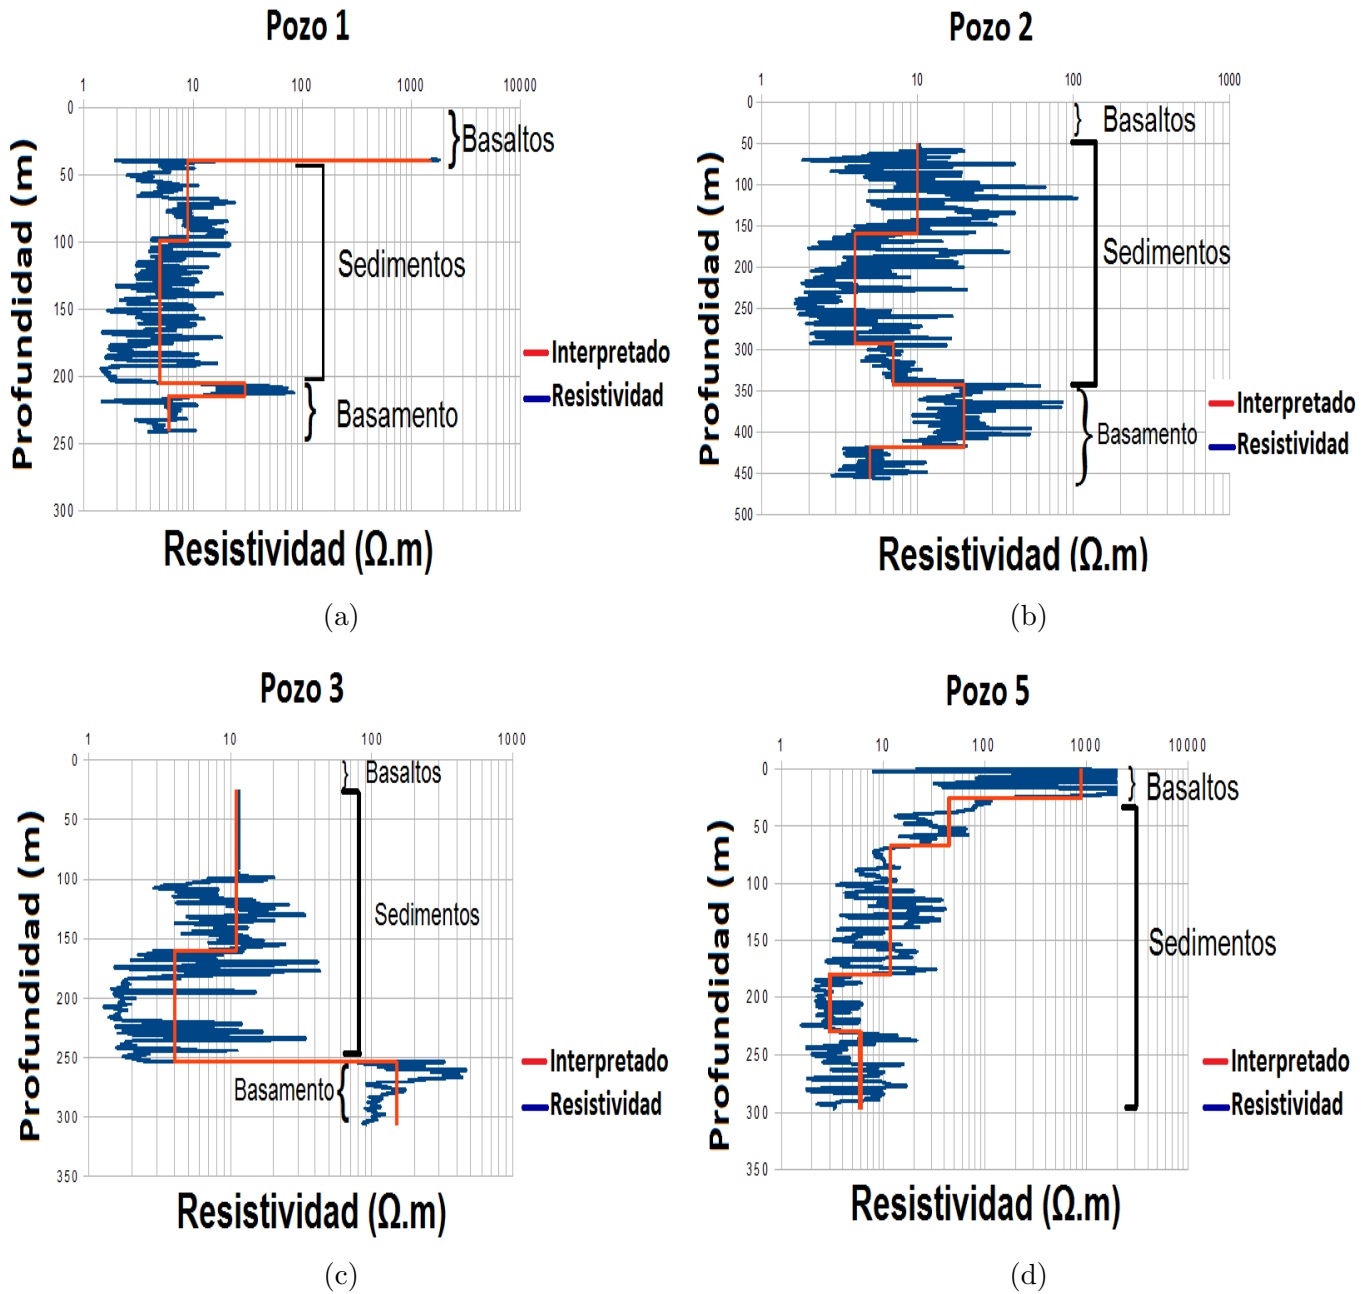 Pozo 1
1 10 100 1000 10000
0
50
100
150
200
250
300
Profundidad (m)
Basaltos
Sedimentos
Basamento
Interpretado
Resistividad
Resistividad (Ω.m)
(a)
Pozo 2
1 10 100 1000
0
50
100
150
200
250
300
350
400
450
500
Profundidad (m)
Basaltos
Sedimentos
Basamento
Interpretado
Resistividad
Resistividad (Ω.m)
(b)
Pozo 3
1 10 100 1000
0
50
100
150
200
250
300
350
Profundidad (m)
Basaltos
Sedimentos
Basamento
Interpretado
Resistividad
Resistividad (Ω.m)
(c)
Pozo 5
1 10 100 1000 10000
0
50
100
150
200
250
300
350
Profundidad (m)
Basaltos
Sedimentos
Interpretado
Resistividad
Resistividad (Ω.m)
(d)